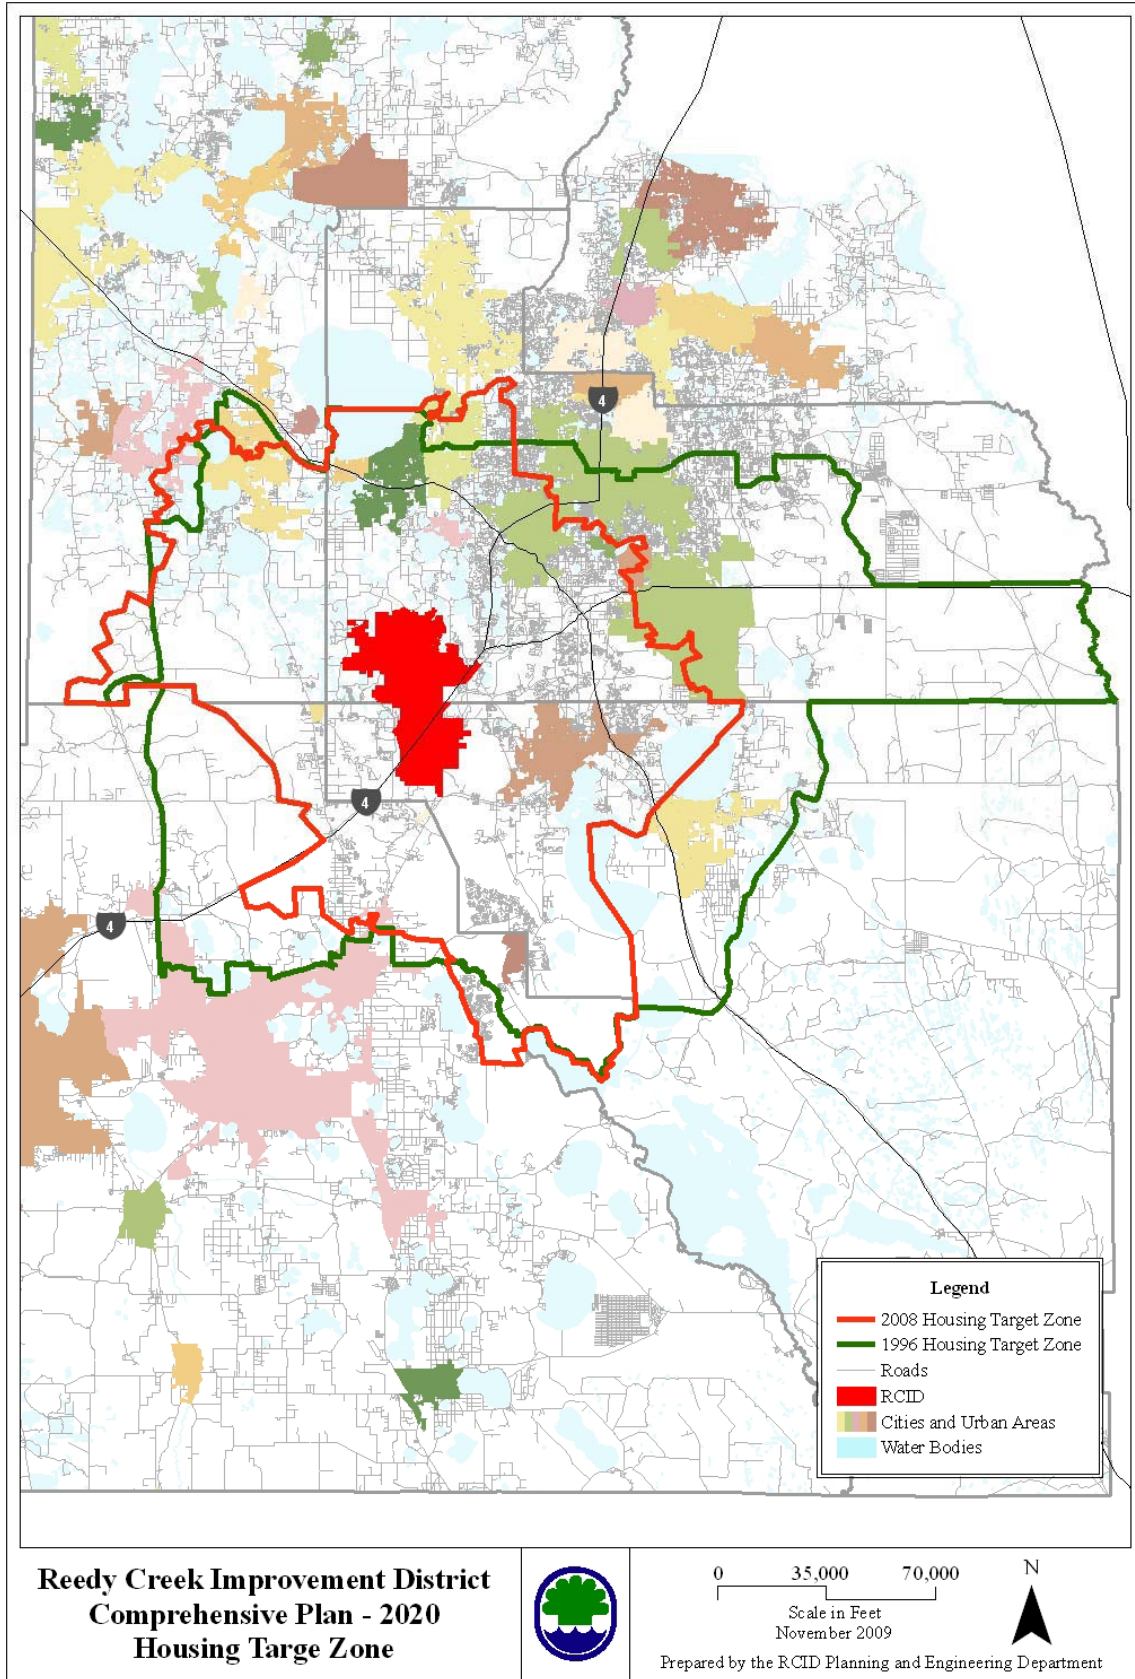 4
4
4
Legend
2008 Housing Target Zone
1996 Housing Target Zone
Roads
RCID
Cities and Urban Areas
Water Bodies
Reedy Creek Improvement District
Comprehensive Plan - 2020
Housing Targe Zone
0 35,000 70,000
Scale in Feet
November 2009
N
Prepared by the RCID Planning and Engineering Department